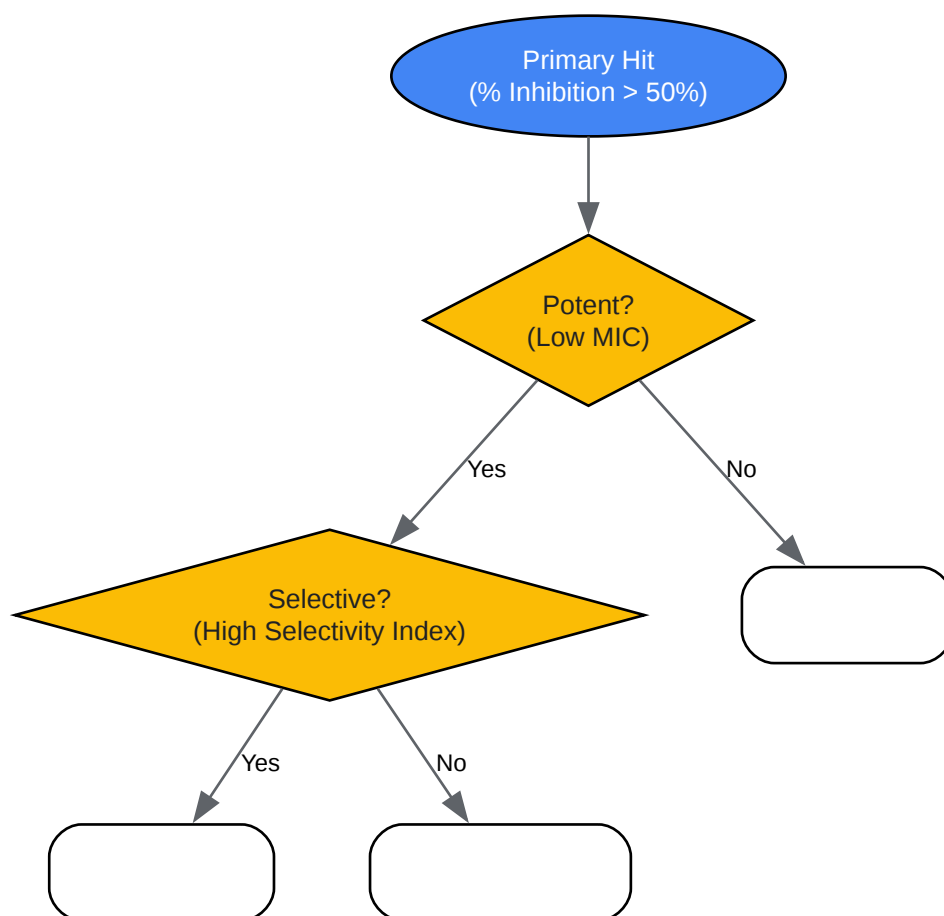 Primary Hit
(% Inhibition > 50%)
Potent?
(Low MIC)
Yes
No
Selective?
(High Selectivity Index)
Yes
No